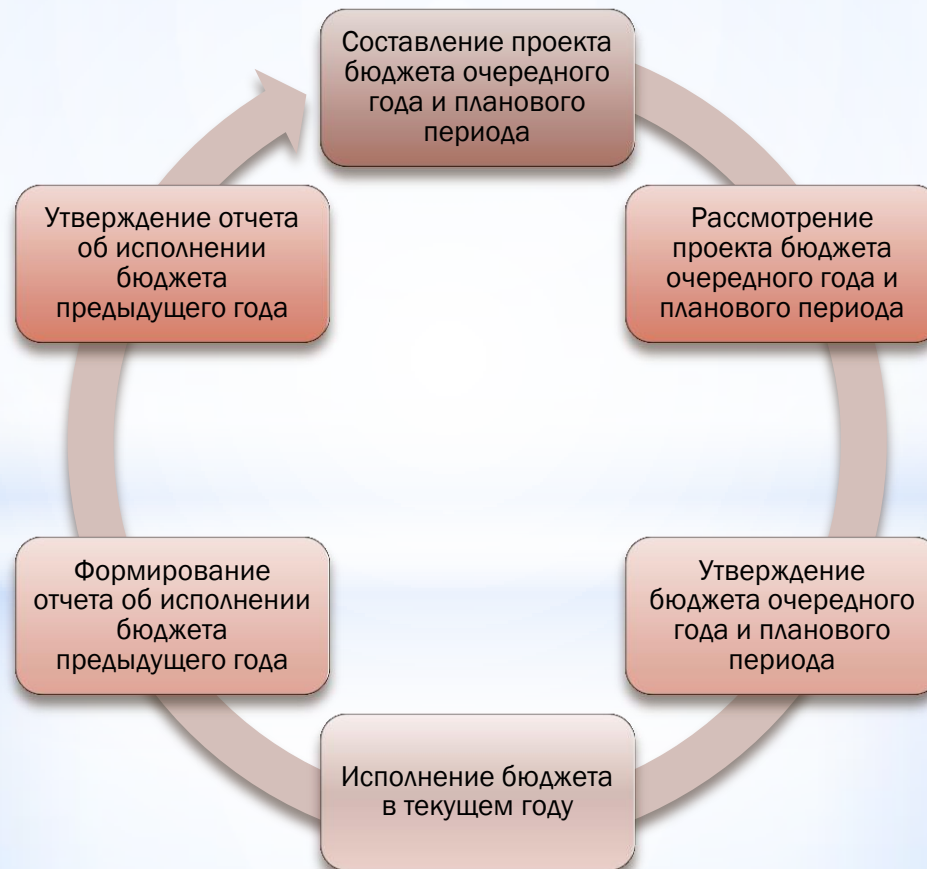 Составление проекта
бюджета очередного
года и планового
периода
Рассмотрение
проекта бюджета
очередного года и
планового периода
Утверждение
бюджета очередного
года и планового
периода
Исполнение бюджета
в текущем году
Формирование
отчета об исполнении
бюджета
предыдущего года
Утверждение отчета
об исполнении
бюджета
предыдущего года